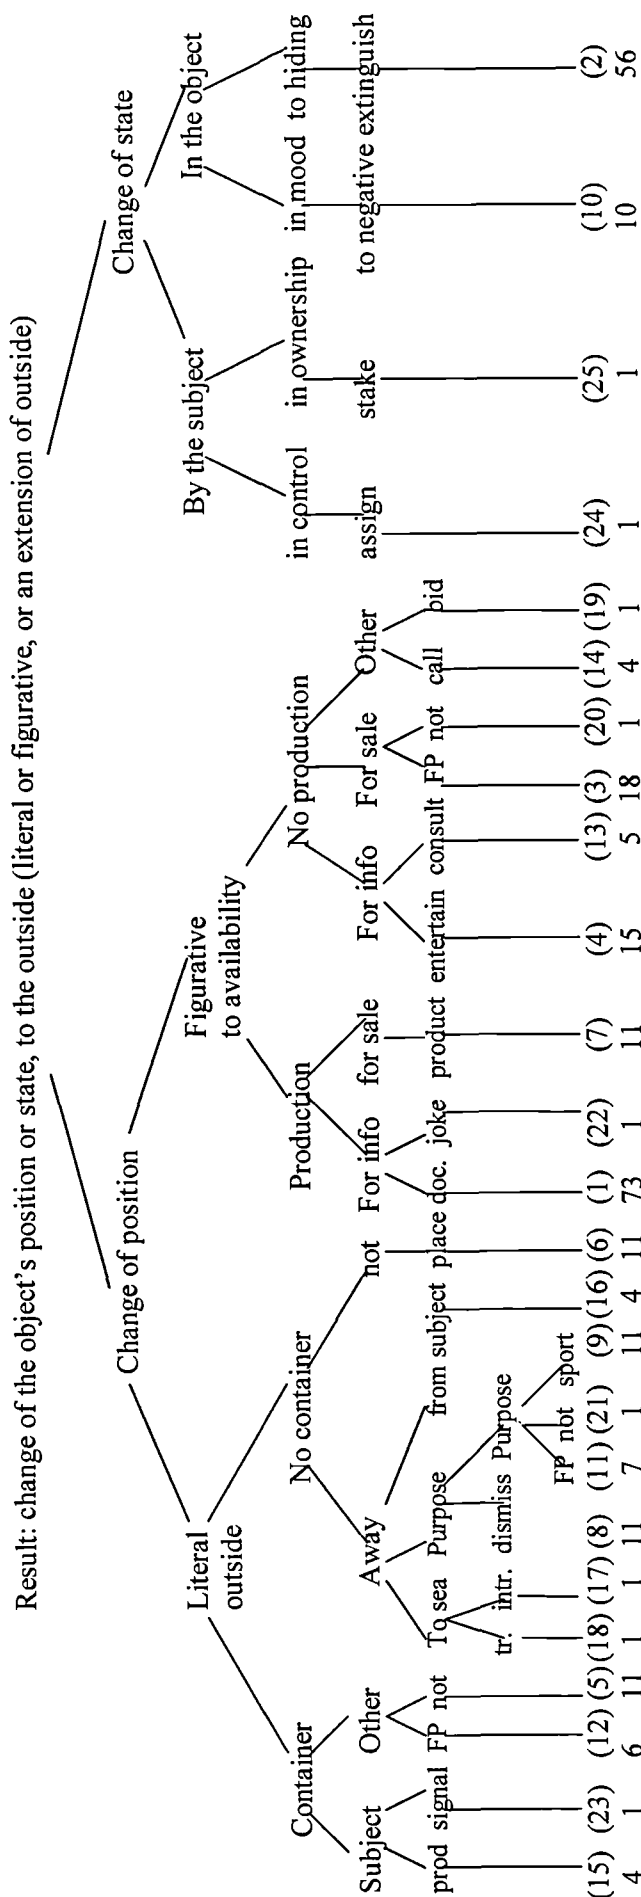 Result: change of the object's position or state, to the outside (literal or figurative, or an extension of outside)
Change of position Change of state
Literal outside Figurative to availability By the subject In the object
Container No container Production No production in control in ownership in mood to hiding
Subject Other Away not For info for sale For info For sale Other assign stake to negative extinguish
prod signal FP not To sea Purpose from subject place doc. joke product entertain consult FP not call bid
tr. intr. dismiss Purpose
FP not sport
(15) (23) (12) (5) (18) (17) (8) (11) (21) (9) (16) (6) (1) (22) (7) (4) (13) (3) (20) (14) (19) (24) (25) (10) (2)
4 1 6 11 1 1 11 7 1 11 4 11 73 1 11 15 5 18 1 4 1 1 1 10 56